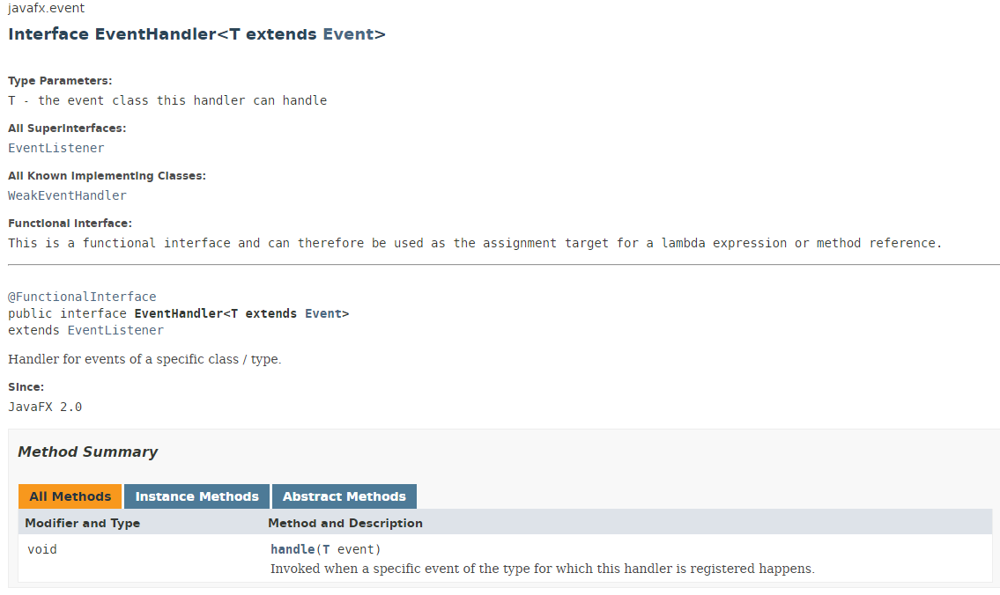 javafx.event
Interface EventHandler<T extends Event>
Type Parameters:
T - the event class this handler can handle
All Superinterfaces:
EventListener
All Known Implementing Classes:
WeakEventHandler
Functional Interface:
This is a functional interface and can therefore be used as the assignment target for a lambda expression or method reference.
@FunctionalInterface
public interface EventHandler<T extends Event>
extends EventListener
Handler for events of a specific class / type.
Since:
JavaFX 2.0
Method Summary
All Methods Instance Methods Abstract Methods
Modifier and Type Method and Description
void handle(T event)
Invoked when a specific event of the type for which this handler is registered happens.